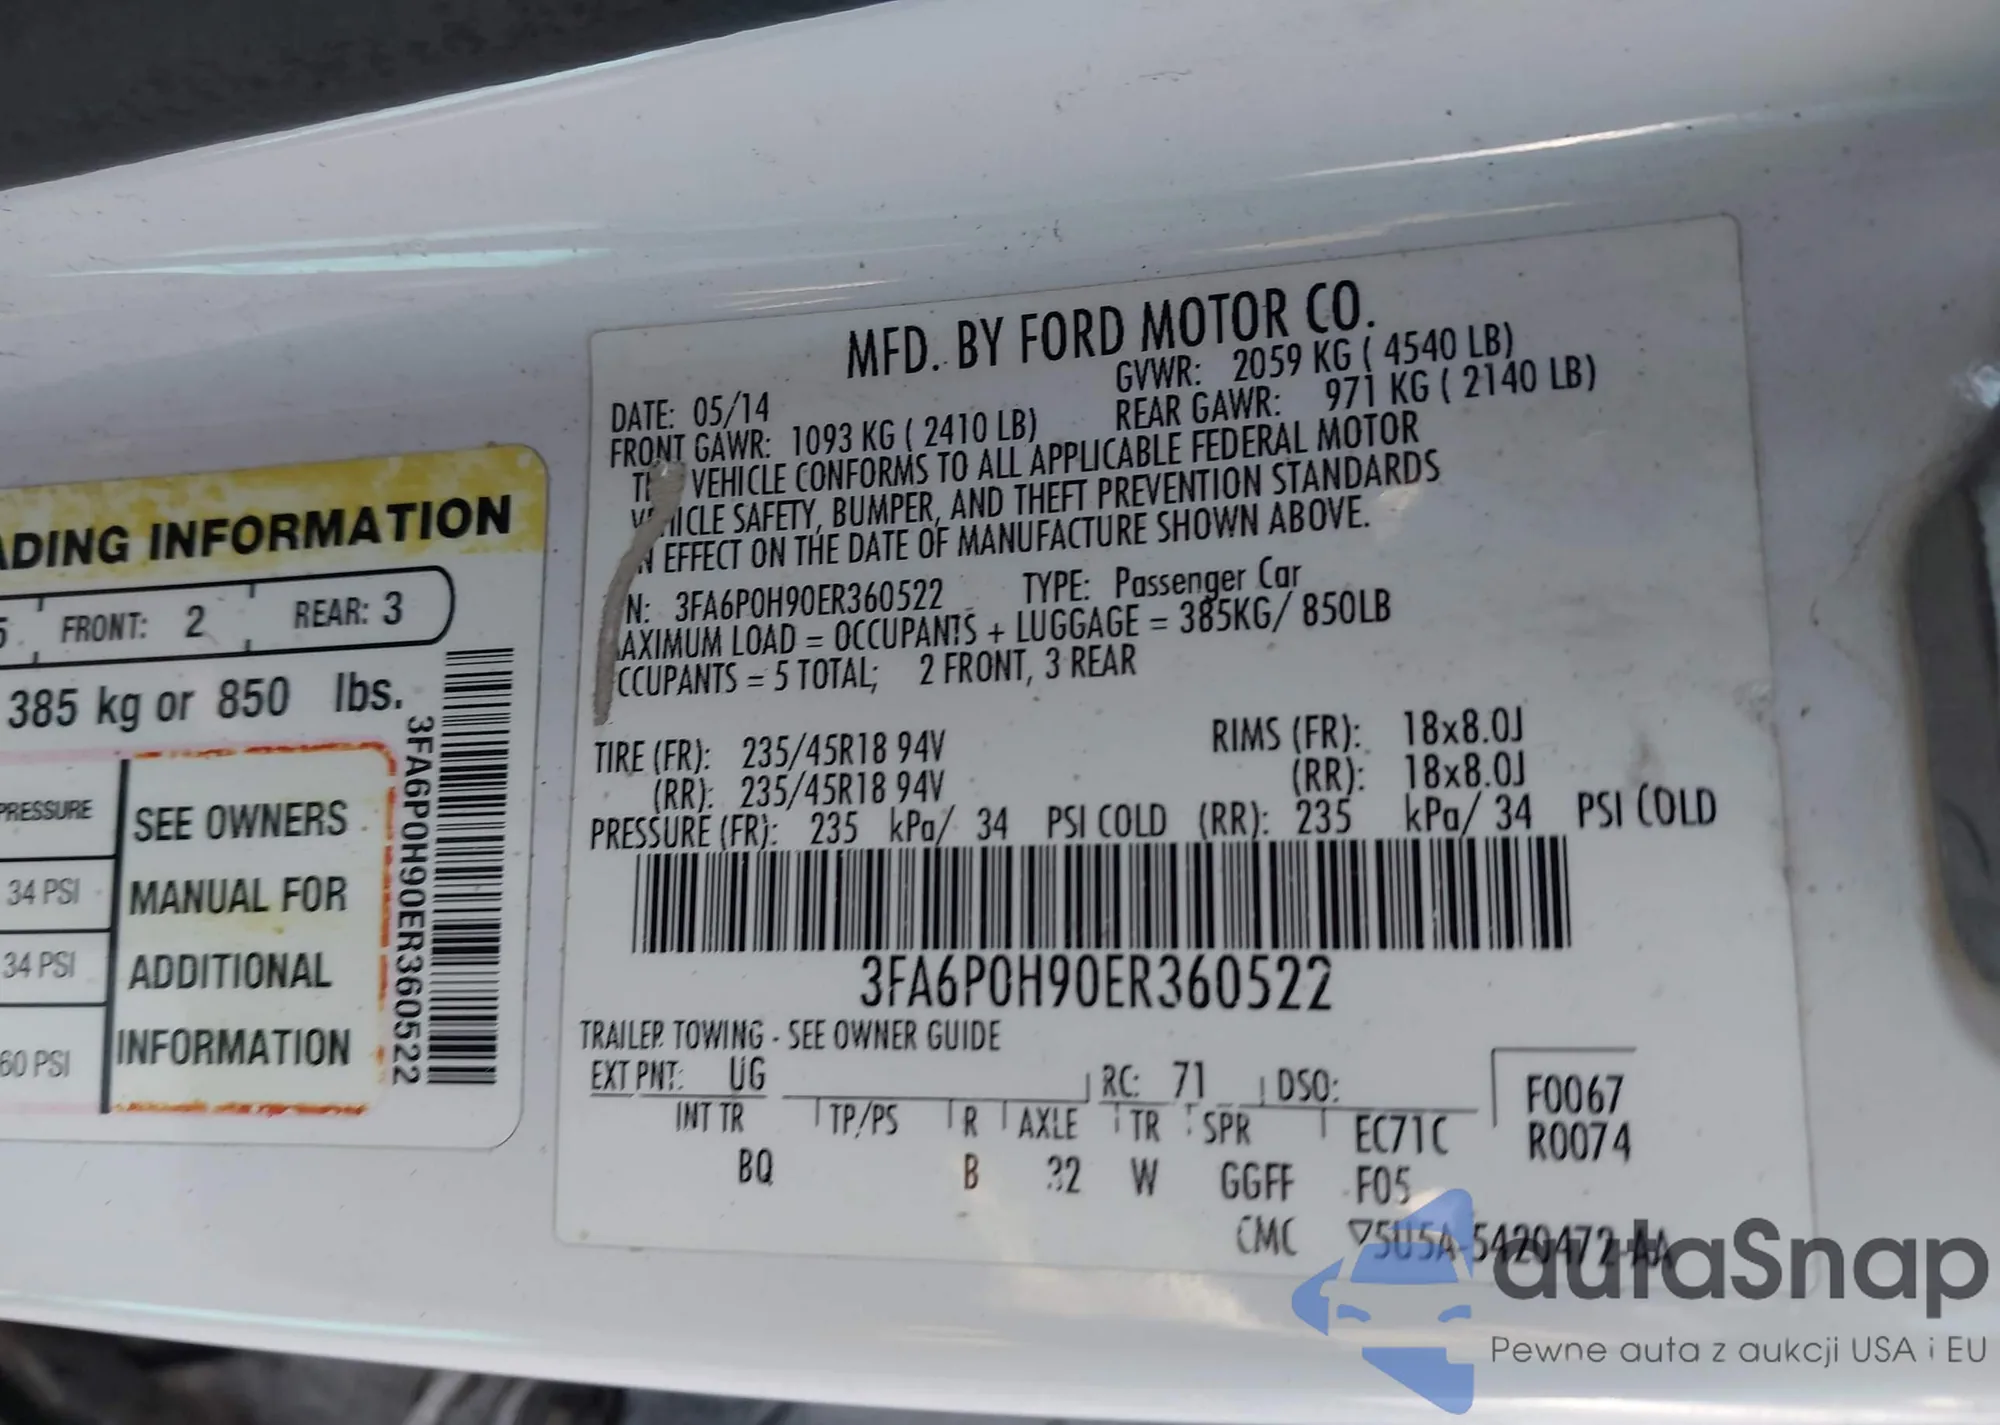 ADING INFORMATION
5 FRONT: 2 REAR: 3
385 kg or 850 lbs.
PRESSURE
34 PSI
34 PSI
60 PSI
SEE OWNERS
MANUAL FOR
ADDITIONAL
INFORMATION
3FA6P0H90ER360522
MFD. BY FORD MOTOR CO.
DATE: 05/14 GVWR: 2059 KG ( 4540 LB)
FRONT GAWR: 1093 KG ( 2410 LB) REAR GAWR: 971 KG ( 2140 LB)
VEHICLE CONFORMS TO ALL APPLICABLE FEDERAL MOTOR
ICLE SAFETY, BUMPER, AND THEFT PREVENTION STANDARDS
N EFFECT ON THE DATE OF MANUFACTURE SHOWN ABOVE.
N: 3FA6P0H90ER360522 TYPE: Passenger Car
AXIMUM LOAD = OCCUPANTS + LUGGAGE = 385KG/ 850LB
CCUPANTS = 5 TOTAL; 2 FRONT, 3 REAR
TIRE (FR): 235/45R18 94V RIMS (FR): 18x8.0J
(RR): 235/45R18 94V (RR): 18x8.0J
PRESSURE (FR): 235 kPa/ 34 PSI COLD (RR): 235 kPa/ 34 PSI COLD
3FA6P0H90ER360522
TRAILER TOWING - SEE OWNER GUIDE
EXT PNT: UG RC: 71 DSO: F0067
INT TR TP/PS R AXLE TR SPR EC71C R0074
BQ B 32 W GGFF F05
CMC 5U5A-5420472-AA
autaSnap
Pewne auta z aukcji USA i EU